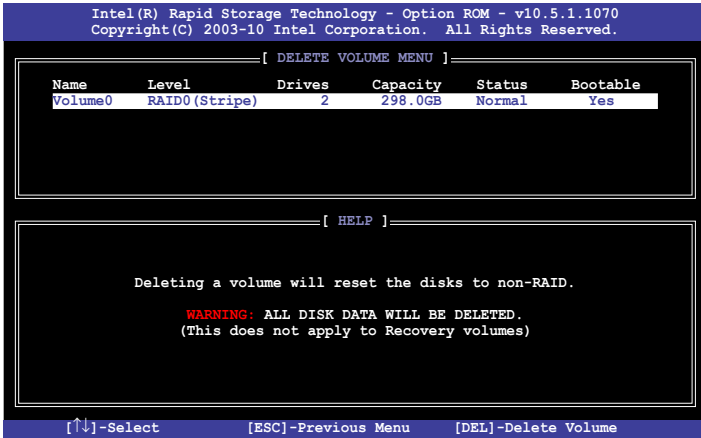 Intel(R) Rapid Storage Technology - Option ROM - v10.5.1.1070
Copyright(C) 2003-10 Intel Corporation. All Rights Reserved.
[ DELETE VOLUME MENU ]
Name Level Drives Capacity Status Bootable
Volume0 RAID0(Stripe) 2 298.0GB Normal Yes
[ HELP ]
Deleting a volume will reset the disks to non-RAID.
WARNING: ALL DISK DATA WILL BE DELETED.
(This does not apply to Recovery volumes)
[↑↓]-Select [ESC]-Previous Menu [DEL]-Delete Volume